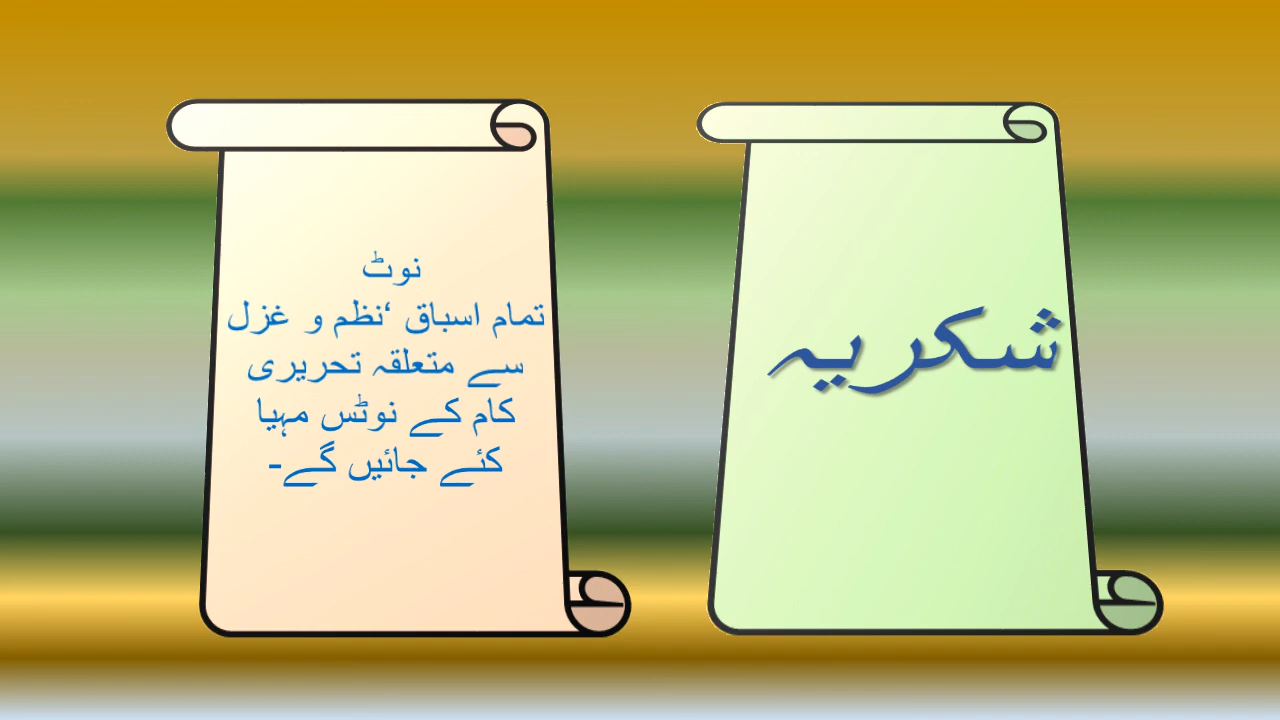 نوٹ
تمام اسباق ‘نظم و غزل
سے متعلقہ تحریری
کام کے نوٹس مہیا
کئے جائیں گے-
شکریہ